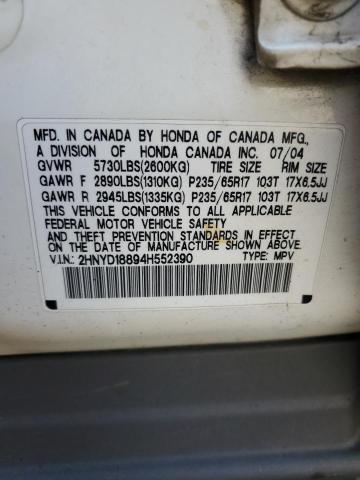 MFD. IN CANADA BY HONDA OF CANADA MFG.,
A DIVISION OF HONDA CANADA INC. 07/04
GVWR 5730LBS(2600KG) TIRE SIZE RIM SIZE
GAWR F 2890LBS(1310KG) P235/65R17 103T 17X6.5JJ
GAWR R 2945LBS(1335KG) P235/65R17 103T 17X6.5JJ
THIS VEHICLE CONFORMS TO ALL APPLICABLE
FEDERAL MOTOR VEHICLE SAFETY
AND THEFT PREVENTION STANDARDS IN EFFECT
ON THE DATE OF MANUFACTURE SHOWN ABOVE.
V.I.N.: 2HNYD18894H552390 TYPE: MPV